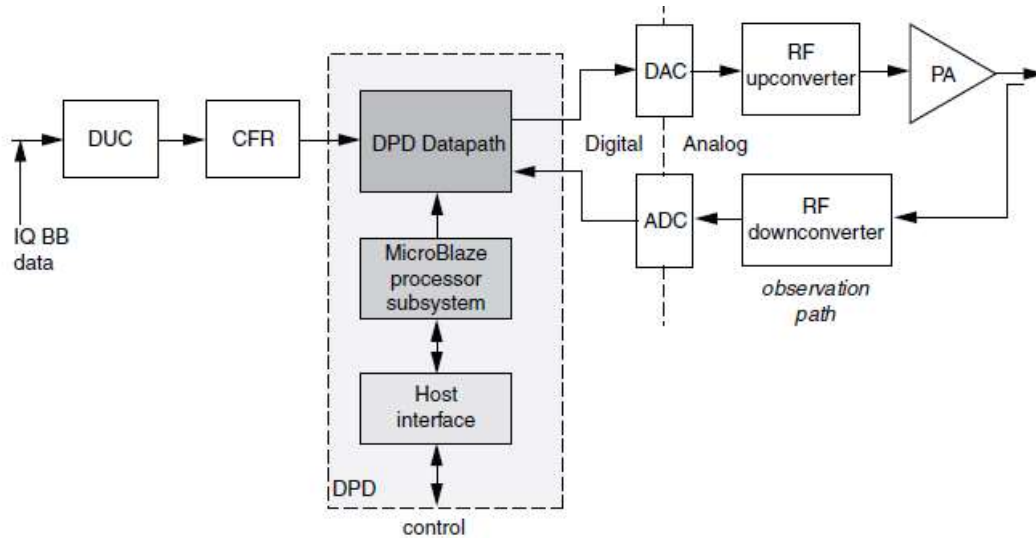 DUC
CFR
IQ BB
data
DPD Datapath
MicroBlaze
processor
subsystem
Host
interface
DPD
control
DAC
Digital
Analog
ADC
RF
upconverter
PA
RF
downconverter
observation
path